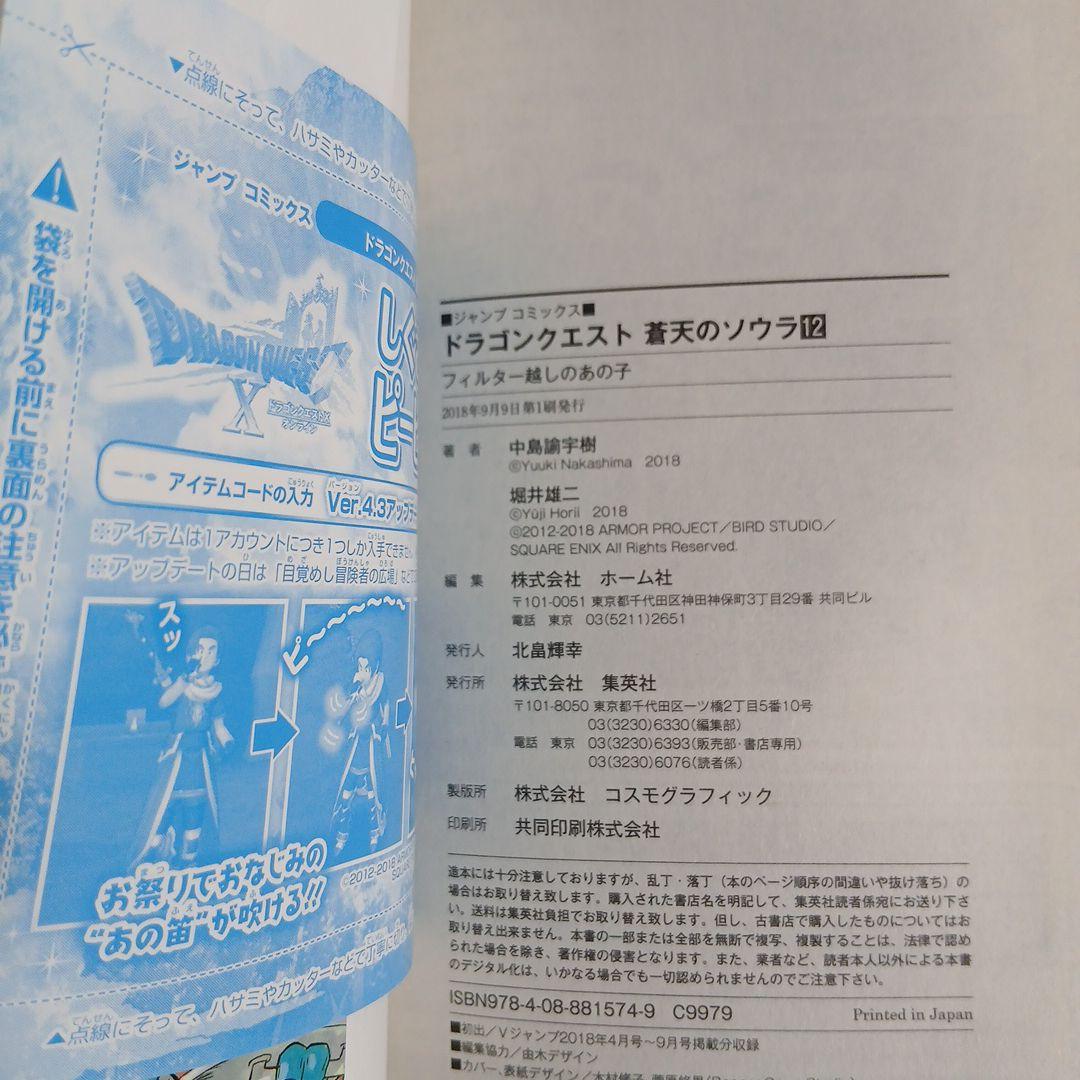 ▼点線にそって、ハサミやカッターなど
ジャンプ コミックス
ドラゴンクエス
DRAGON QUEST
X
ドラゴンクエストX
オンライン
しぐ
ピー
アイテムコードの入力 Ver.4.3アップデー
※アイテムは1アカウントにつき1つしか入手できませ
※アップデートの日は「目覚めし冒険者の広場」など
スッ
ピ
お祭りでおなじみの
“あの笛”が吹ける!!
©2012-2018 ARMOR
SQUARE
▲点線にそって、ハサミやカッターなどで丁寧に
袋を開ける前に裏面の注意を必
■ジャンプ コミックス■
ドラゴンクエスト 蒼天のソウラ12
フィルター越しのあの子
2018年9月9日第1刷発行
著者 中島諭宇樹
©Yuuki Nakashima 2018
堀井雄二
©Yūji Horii 2018
©2012-2018 ARMOR PROJECT/BIRD STUDIO/
SQUARE ENIX All Rights Reserved.
編集 株式会社 ホーム社
〒101-0051 東京都千代田区神田神保町3丁目29番 共同ビル
電話 東京 03(5211)2651
発行人 北畠輝幸
発行所 株式会社 集英社
〒101-8050 東京都千代田区一ツ橋2丁目5番10号
03(3230)6330(編集部)
電話 東京 03(3230)6393(販売部・書店専用)
03(3230)6076(読者係)
製版所 株式会社 コスモグラフィック
印刷所 共同印刷株式会社
造本には十分注意しておりますが、乱丁・落丁(本のページ順序の間違いや抜け落ち)の
場合はお取り替え致します。購入された書店名を明記して、集英社読者係宛にお送り下さ
い。送料は集英社負担でお取り替え致します。但し、古書店で購入したものについてはお
取り替え出来ません。本書の一部または全部を無断で複写、複製することは、法律で認め
られた場合を除き、著作権の侵害となります。また、業者など、読者本人以外による本書
のデジタル化は、いかなる場合でも一切認められませんのでご注意下さい。
ISBN978-4-08-881574-9 C9979
Printed in Japan
■初出/Vジャンプ2018年4月号〜9月号掲載分収録
■編集協力/由木デザイン
■カバー、表紙デザイン/